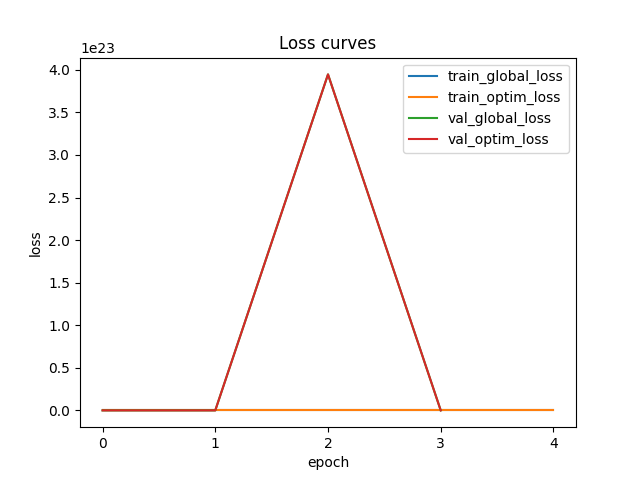 Loss curves
1e23
4.0
3.5
3.0
2.5
2.0
1.5
1.0
0.5
0.0
loss
train_global_loss
train_optim_loss
val_global_loss
val_optim_loss
0 1 2 3 4
epoch